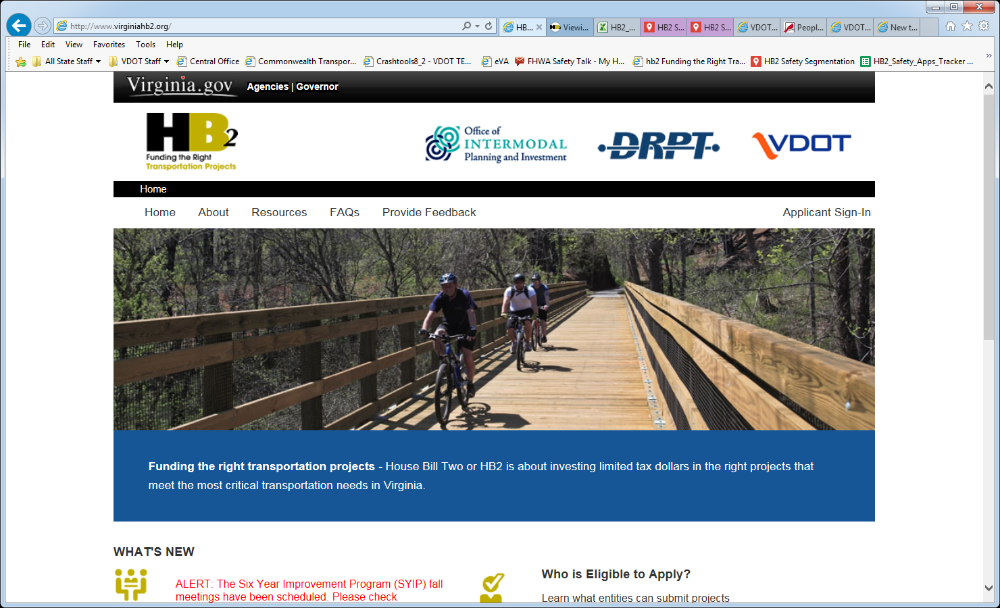 http://www.virginiahb2.org/
HB...
Viewi...
HB2_...
HB2 S...
HB2 S...
VDOT...
Peopl...
VDOT...
New t...
File Edit View Favorites Tools Help
All State Staff
VDOT Staff
Central Office
Commonwealth Transpor...
Crashtools8_2 - VDOT TE...
eVA
FHWA Safety Talk - My H...
hb2 Funding the Right Tra...
HB2 Safety Segmentation
HB2_Safety_Apps_Tracker ...
Virginia.gov Agencies | Governor
HB2
Funding the Right
Transportation Projects
Office of
INTERMODAL
Planning and Investment
DRPT
VDOT
Home
Home About Resources FAQs Provide Feedback Applicant Sign-In
Funding the right transportation projects - House Bill Two or HB2 is about investing limited tax dollars in the right projects that
meet the most critical transportation needs in Virginia.
WHAT'S NEW
ALERT: The Six Year Improvement Program (SYIP) fall
meetings have been scheduled. Please check
Who is Eligible to Apply?
Learn what entities can submit projects